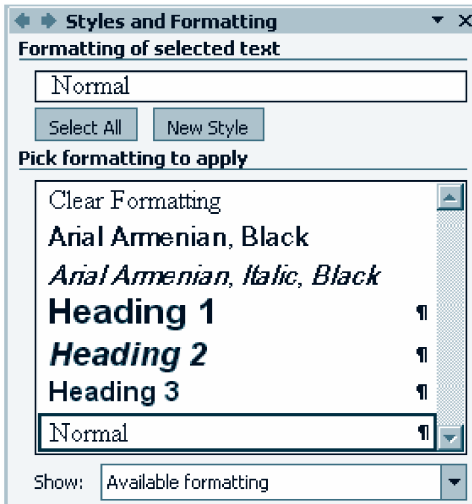 Styles and Formatting
Formatting of selected text
Normal
Select All New Style
Pick formatting to apply
Clear Formatting
Arial Armenian, Black
Arial Armenian, Italic, Black
Heading 1 ¶
Heading 2 ¶
Heading 3 ¶
Normal ¶
Show: Available formatting